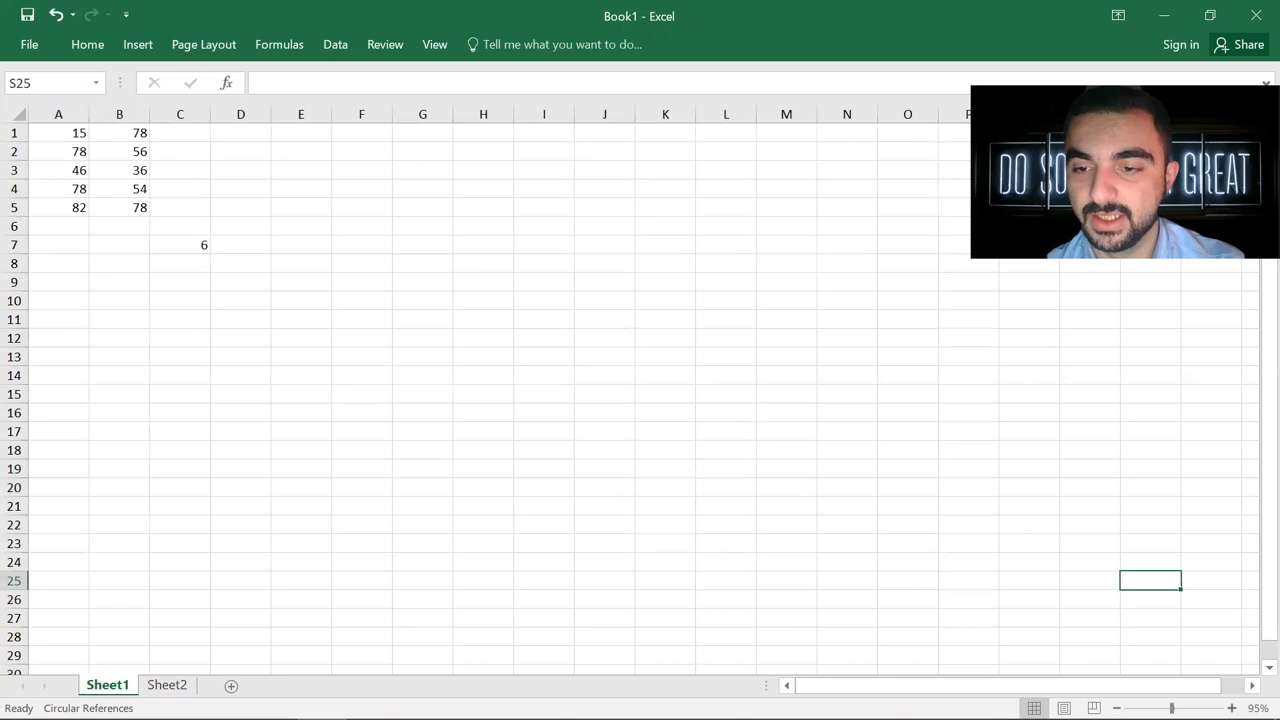 Book1 - Excel
File Home Insert Page Layout Formulas Data Review View Tell me what you want to do... Sign in Share
S25 fx
A B C D E F G H I J K L M N O
1 15 78
2 78 56
3 46 36
4 78 54
5 82 78
6
7 6
8
9
10
11
12
13
14
15
16
17
18
19
20
21
22
23
24
25
26
27
28
29
DO GREAT
Sheet1 Sheet2
Ready Circular References 95%